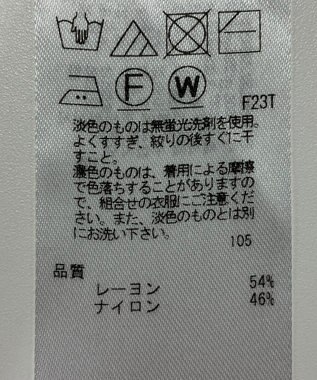 F
W
F23T
淡色のものは無蛍光洗剤を使用。
よくすすぎ、絞りの後すぐに干
すこと。
濃色のものは、着用による摩擦
で色落ちすることがありますの
で、組合せの衣服にご注意くだ
さい。また、淡色のものとは別
にお洗い下さい。
105
品質
レーヨン 54%
ナイロン 46%